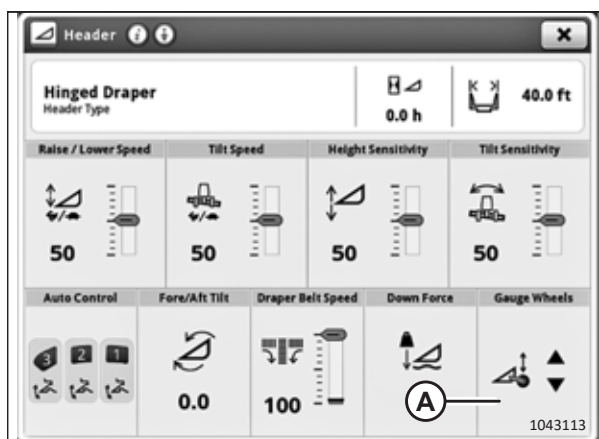 Header
Hinged Draper
Header Type
0.0 h
40.0 ft
Raise / Lower Speed
Tilt Speed
Height Sensitivity
Tilt Sensitivity
50
50
50
50
Auto Control
Fore/Aft Tilt
Draper Belt Speed
Down Force
Gauge Wheels
3 2 1
0.0
100
A
1043113